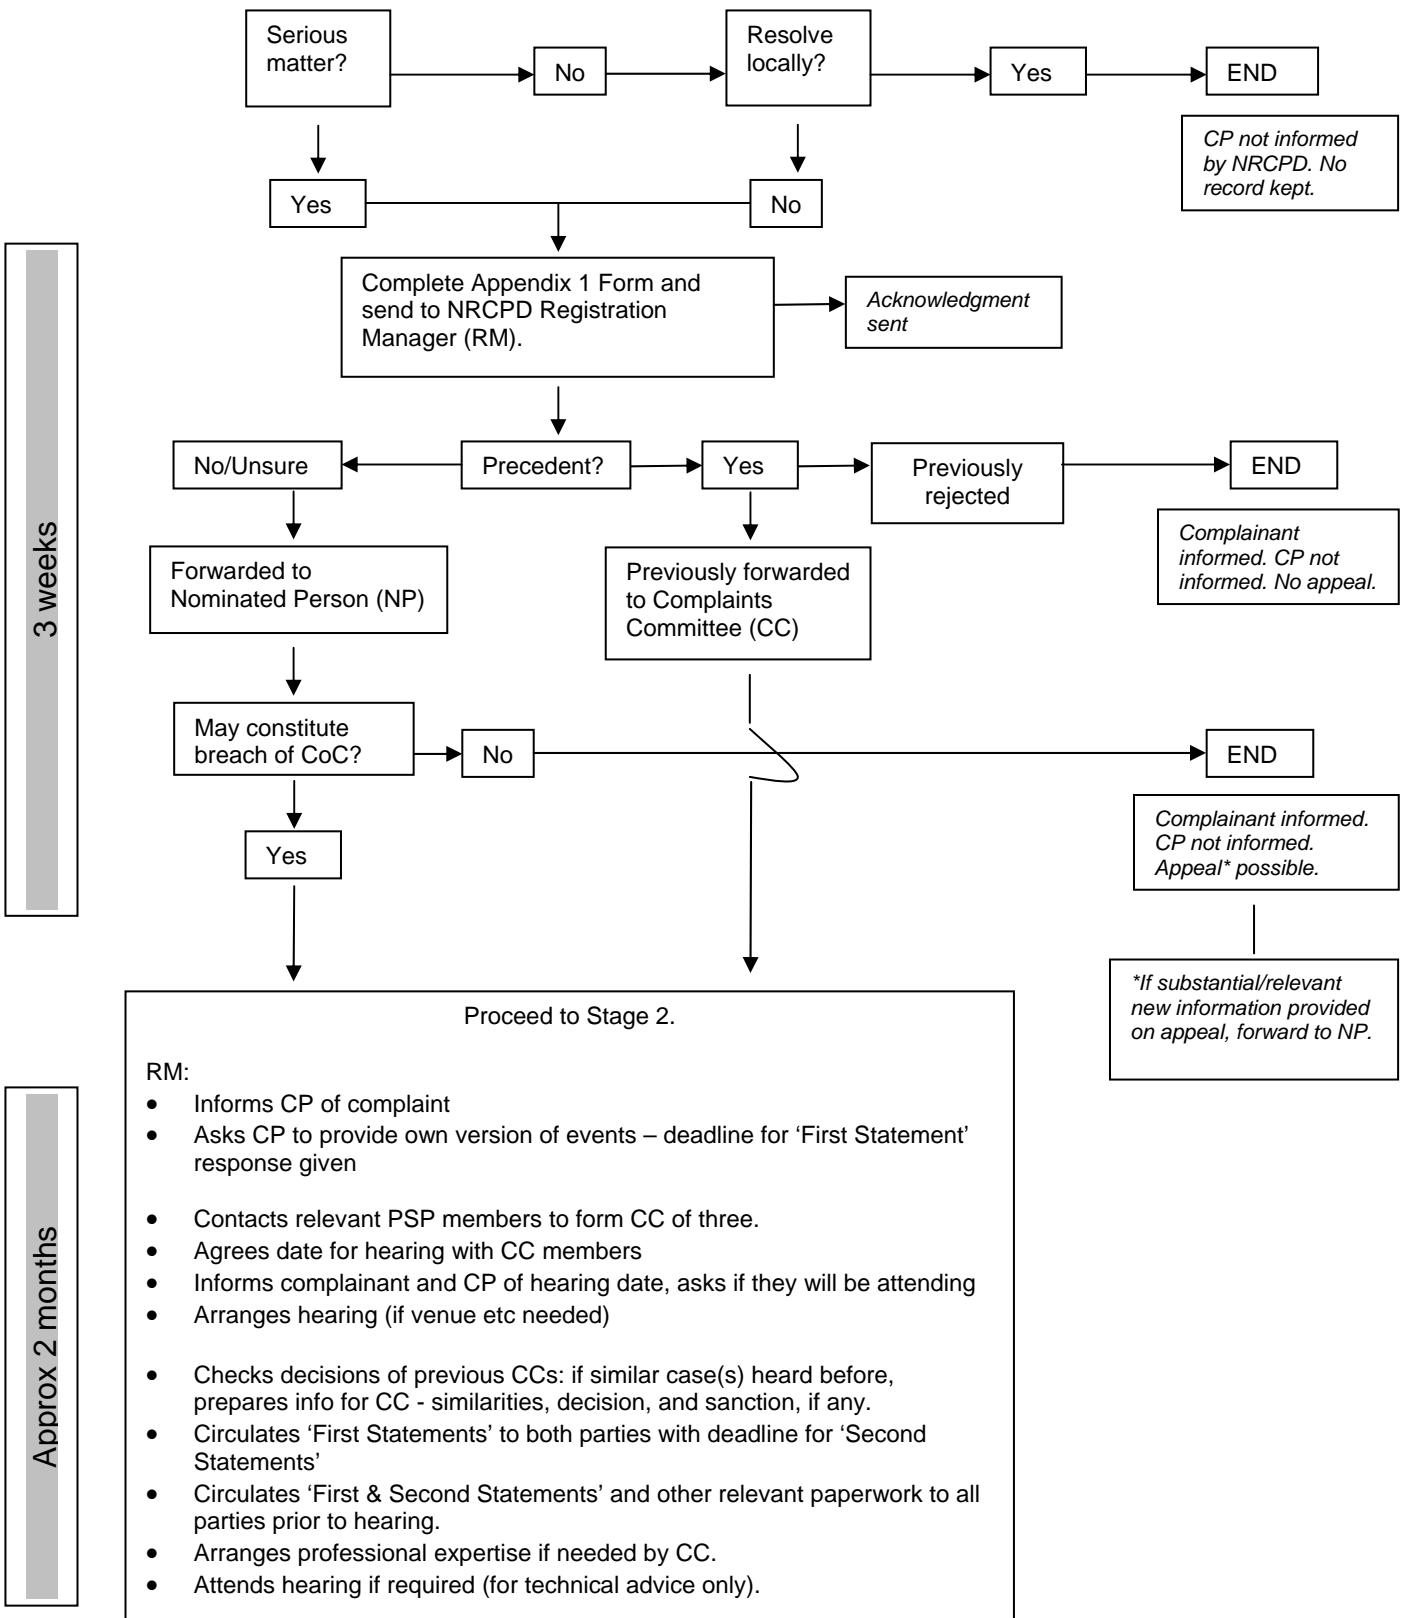 Serious
matter?
No
Resolve
locally?
Yes
END
CP not informed
by NRCPD. No
record kept.
Yes
No
Complete Appendix 1 Form and
send to NRCPD Registration
Manager (RM).
Acknowledgment
sent
No/Unsure
Precedent?
Yes
Previously
rejected
END
Complainant
informed. CP not
informed. No appeal.
3 weeks
Forwarded to
Nominated Person (NP)
Previously forwarded
to Complaints
Committee (CC)
May constitute
breach of CoC?
No
END
Complainant informed.
CP not informed.
Appeal* possible.
Yes
*If substantial/relevant
new information provided
on appeal, forward to NP.
Proceed to Stage 2.
RM:
• Informs CP of complaint
• Asks CP to provide own version of events – deadline for ‘First Statement’
response given
• Contacts relevant PSP members to form CC of three.
• Agrees date for hearing with CC members
• Informs complainant and CP of hearing date, asks if they will be attending
• Arranges hearing (if venue etc needed)
• Checks decisions of previous CCs: if similar case(s) heard before,
prepares info for CC - similarities, decision, and sanction, if any.
• Circulates ‘First Statements’ to both parties with deadline for ‘Second
Statements’
• Circulates ‘First & Second Statements’ and other relevant paperwork to all
parties prior to hearing.
• Arranges professional expertise if needed by CC.
• Attends hearing if required (for technical advice only).
Approx 2 months